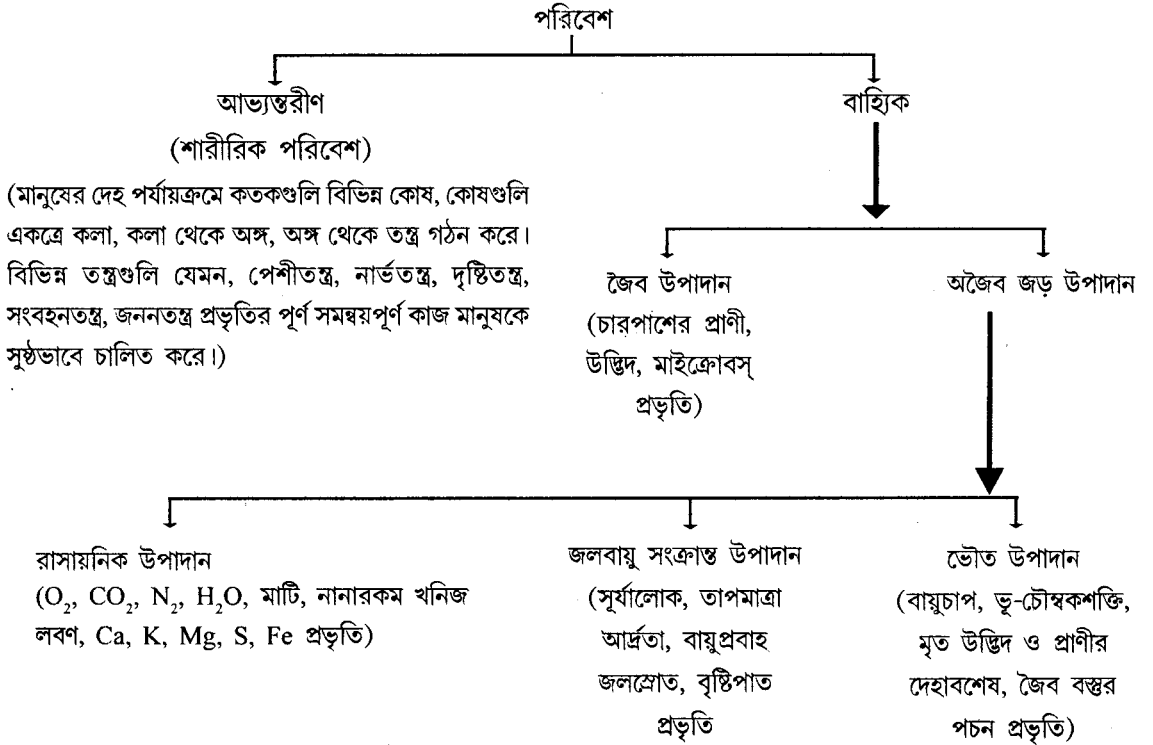 পরিবেশ
আভ্যন্তরীণ
(শারীরিক পরিবেশ)
(মানুষের দেহ পর্যায়ক্রমে কতকগুলি বিভিন্ন কোষ, কোষগুলি
একত্রে কলা, কলা থেকে অঙ্গ, অঙ্গ থেকে তন্ত্র গঠন করে।
বিভিন্ন তন্ত্রগুলি যেমন, পেশীতন্ত্র, নার্ভতন্ত্র, দৃষ্টিতন্ত্র,
সংবহনতন্ত্র, জননতন্ত্র প্রভৃতির পূর্ণ সমন্বয়পূর্ণ কাজ মানুষকে
সুষ্ঠভাবে চালিত করে।)
বাহ্যিক
জৈব উপাদান
(চারপাশের প্রাণী,
উদ্ভিদ, মাইক্রোবস্
প্রভৃতি)
অজৈব জড় উপাদান
রাসায়নিক উপাদান
(O₂, CO₂, N₂, H₂O, মাটি, নানারকম খনিজ
লবণ, Ca, K, Mg, S, Fe প্রভৃতি)
জলবায়ু সংক্রান্ত উপাদান
(সূর্যালোক, তাপমাত্রা
আর্দ্রতা, বায়ুপ্রবাহ
জলস্রোত, বৃষ্টিপাত
প্রভৃতি
ভৌত উপাদান
(বায়ুচাপ, ভূ-চৌম্বকশক্তি,
মৃত উদ্ভিদ ও প্রাণীর
দেহাবশেষ, জৈব বস্তুর
পচন প্রভৃতি)